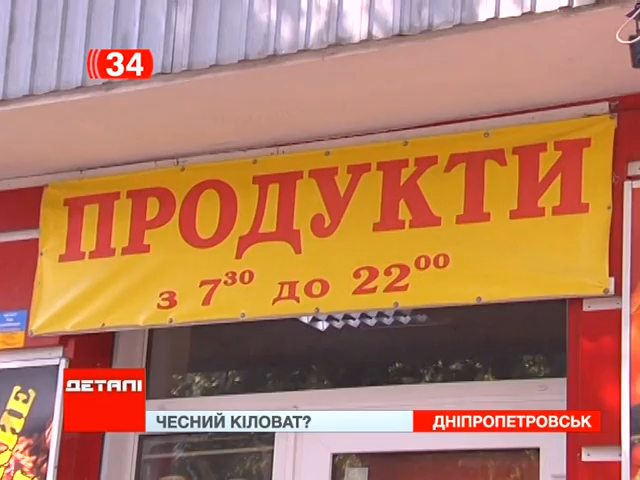 34
ПРОДУКТИ
з 7³⁰ до 22⁰⁰
ДЕТАЛІ
ЧЕСНИЙ КІЛОВАТ?
ДНІПРОПЕТРОВСЬК